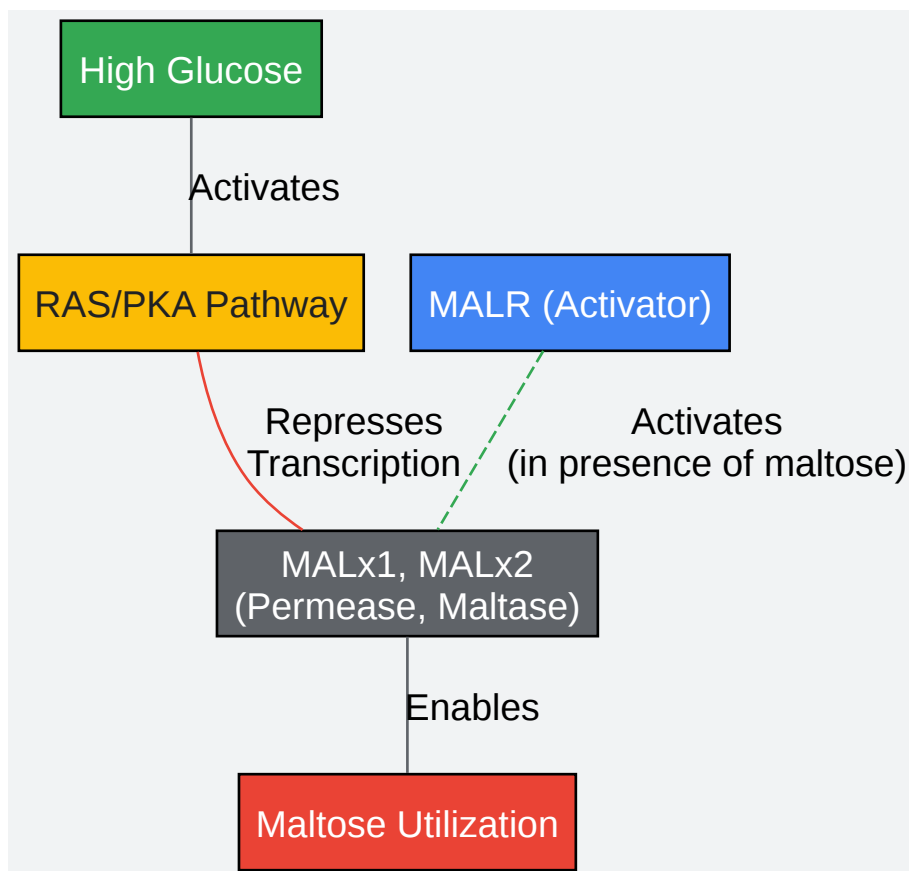 High Glucose
Activates
RAS/PKA Pathway
MALR (Activator)
Represses
Transcription
Activates
(in presence of maltose)
MALx1, MALx2
(Permease, Maltase)
Enables
Maltose Utilization